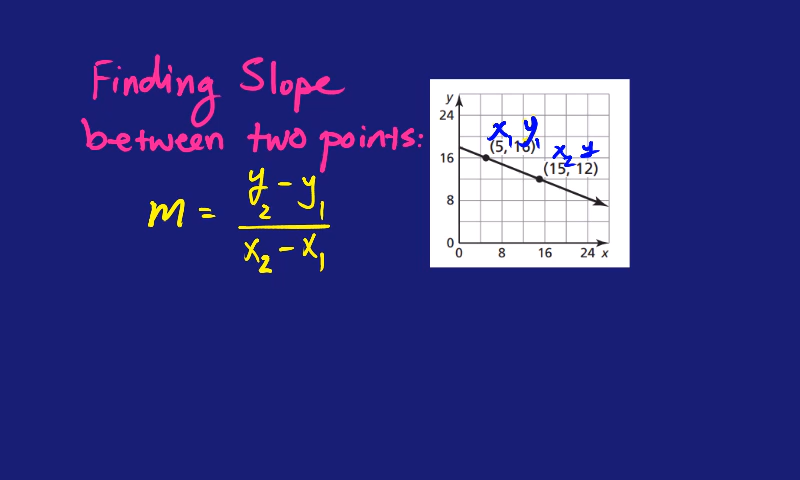 Finding Slope
between two points:
m = y₂ - y₁
x₂ - x₁
y
24
16
8
0
0 8 16 24 x
x₁ y₁
(5, 16)
x₂ y
(15, 12)